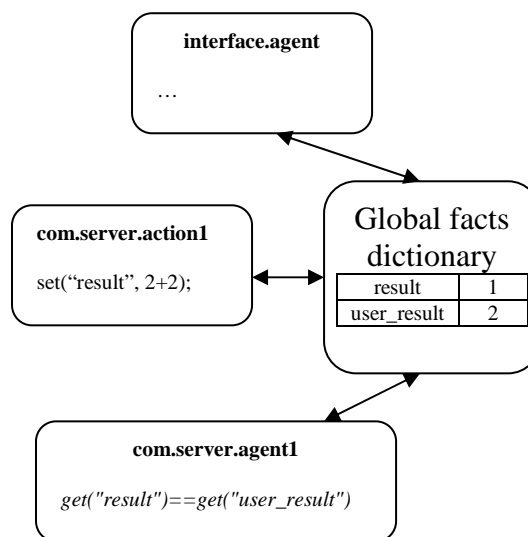 interface.agent
…
com.server.action1
set(“result”, 2+2);
Global facts
dictionary
result 1
user_result 2
com.server.agent1
get("result")==get("user_result")